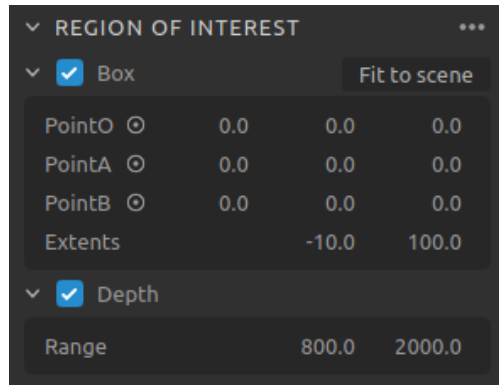 REGION OF INTEREST
Box Fit to scene
PointO 0.0 0.0 0.0
PointA 0.0 0.0 0.0
PointB 0.0 0.0 0.0
Extents -10.0 100.0
Depth
Range 800.0 2000.0